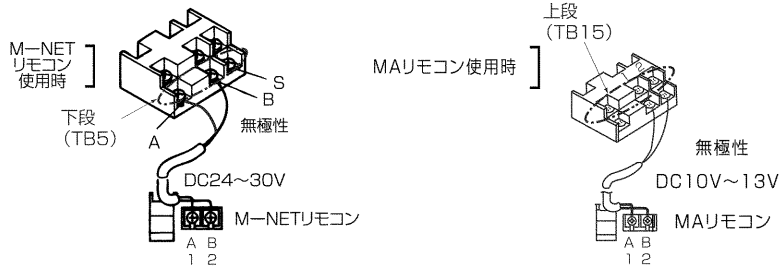 M－NET
リモコン
使用時
下段
(TB5)
A
S
B
無極性
DC24～30V
M－NETリモコン
A B
1 2
上段
(TB15)
MAリモコン使用時
1 2
無極性
DC10V～13V
MAリモコン
A B
1 2